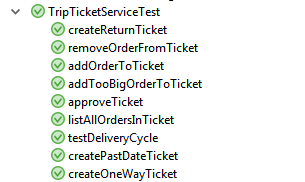 TripTicketServiceTest
createReturnTicket
removeOrderFromTicket
addOrderToTicket
addTooBigOrderToTicket
approveTicket
listAllOrdersInTicket
testDeliveryCycle
createPastDateTicket
createOneWayTicket